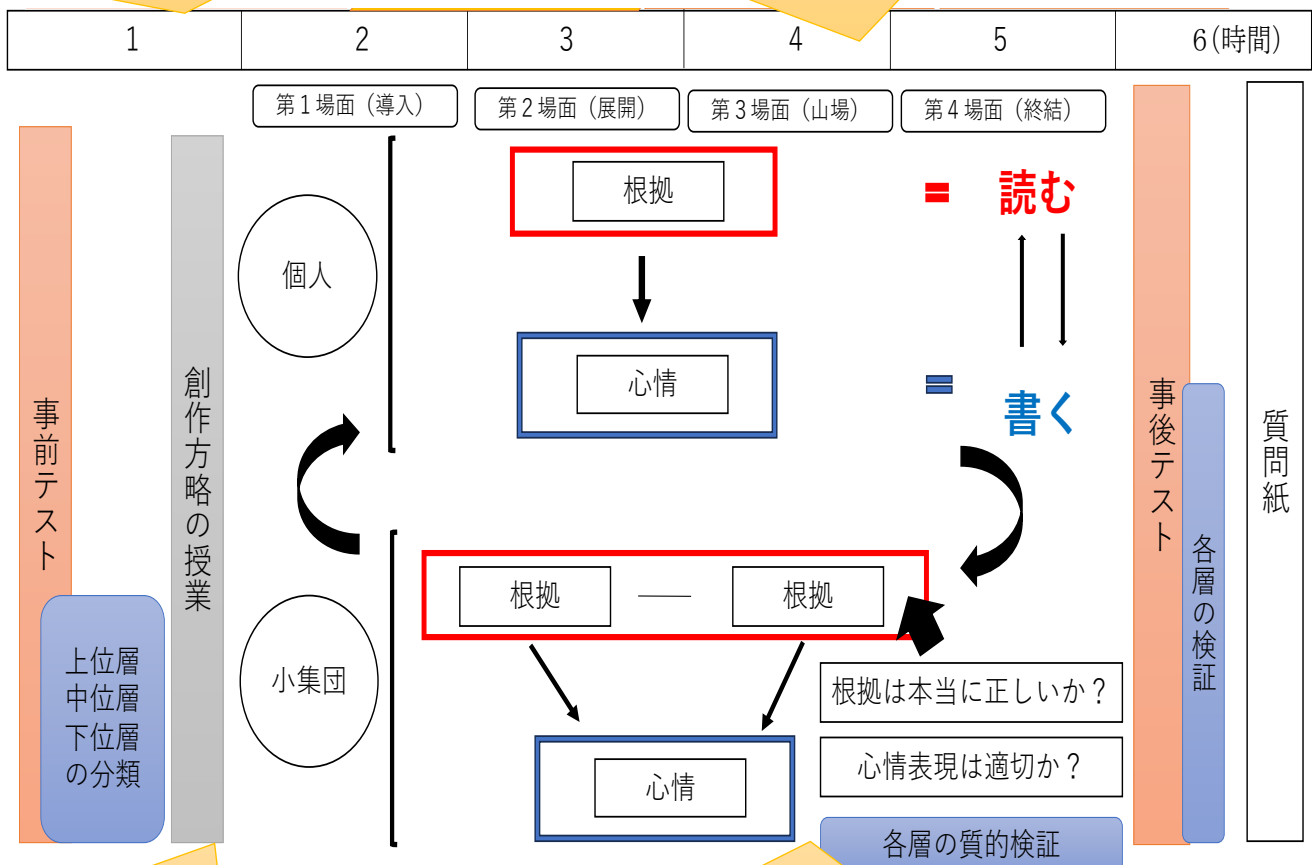 1
2
3
4
5
6(時間)
第1場面（導入）
第2場面（展開）
第3場面（山場）
第4場面（終結）
事前テスト
上位層
中位層
下位層
の分類
創作方略の授業
個人
根拠
心情
= 読む
= 書く
小集団
根拠 ― 根拠
心情
根拠は本当に正しいか？
心情表現は適切か？
各層の質的検証
事後テスト
各層の検証
質問紙